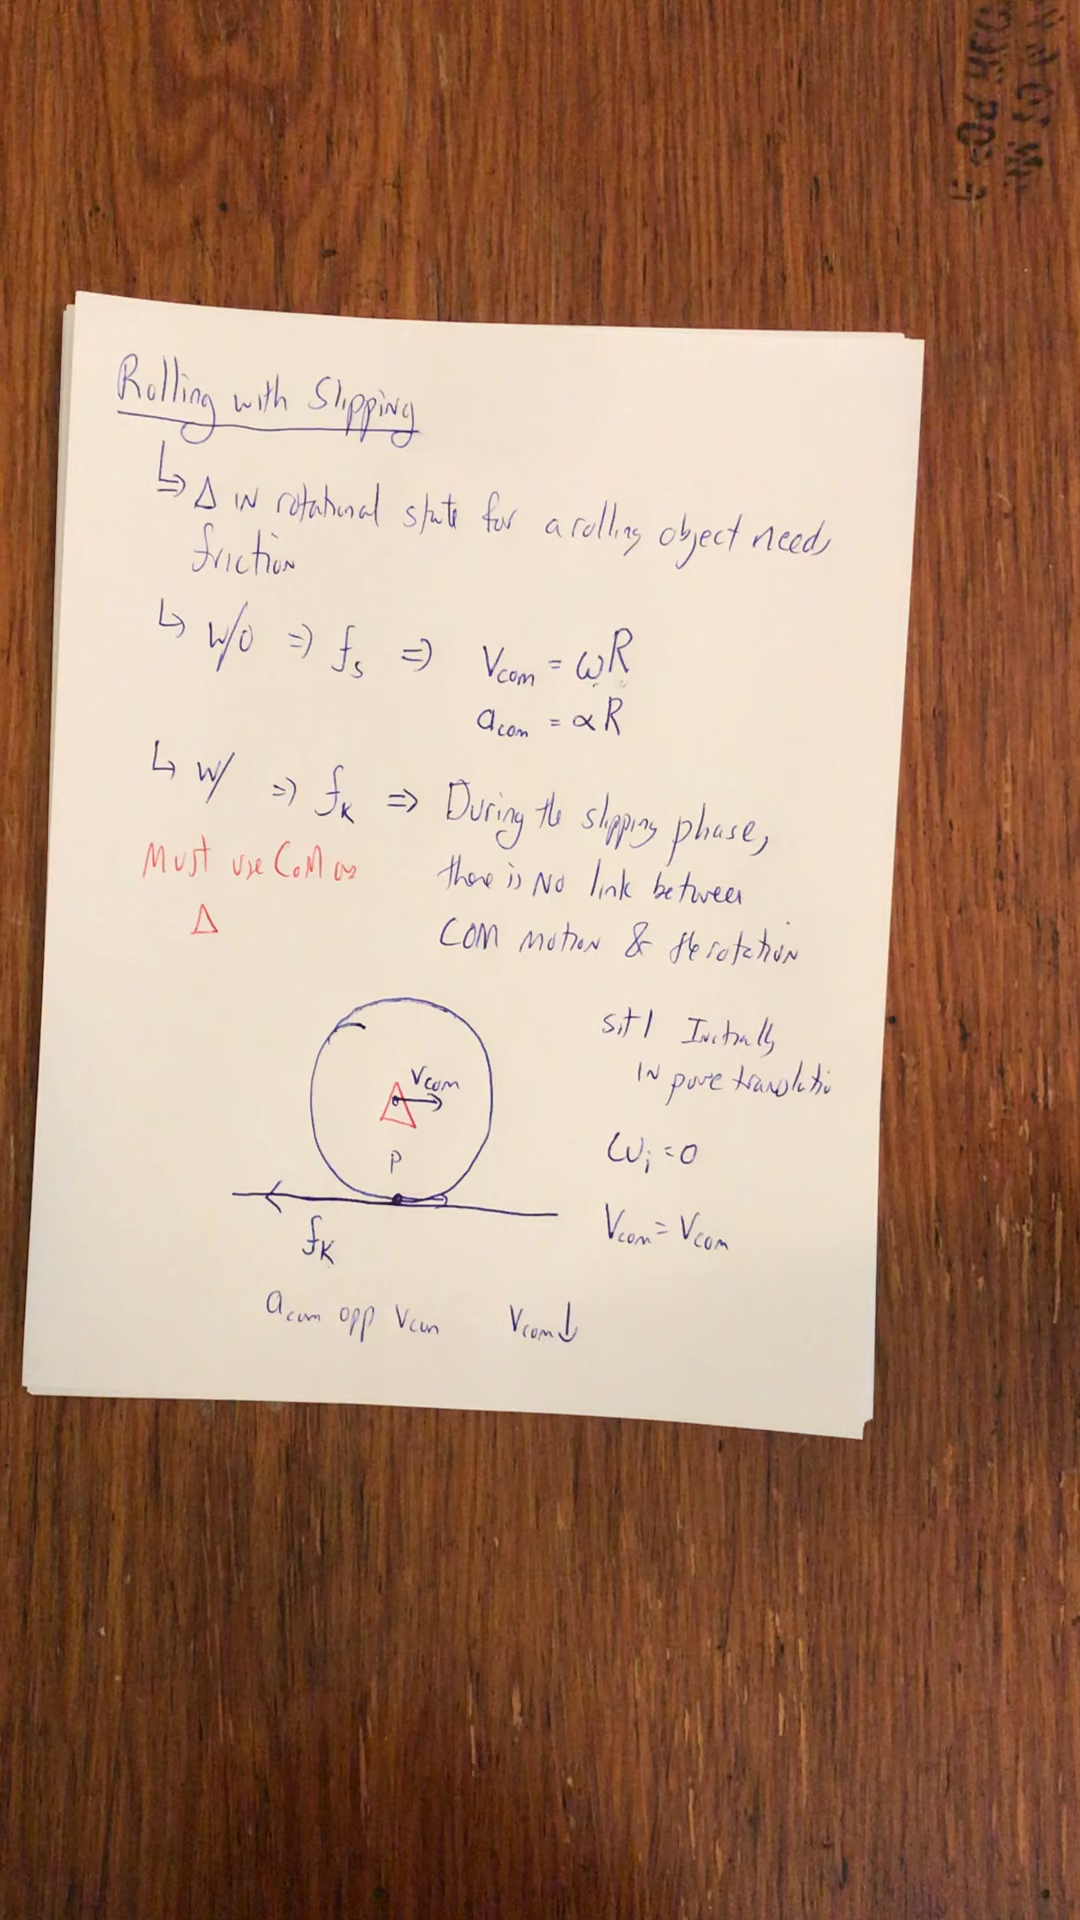 Rolling with Slipping
↳ Δ IN rotational state for a rolling object needs
friction
↳ w/o ⇒ fs ⇒ Vcom = ωR
acom = αR
↳ w/ ⇒ fK ⇒ During the slipping phase,
there is NO link between
COM motion & the rotation
Must use CoM as
Δ
sit 1 Initially
IN pure translatio
ωi = 0
Vcom = Vcom
Vcom
P
fK
acom opp Vcom Vcom↓